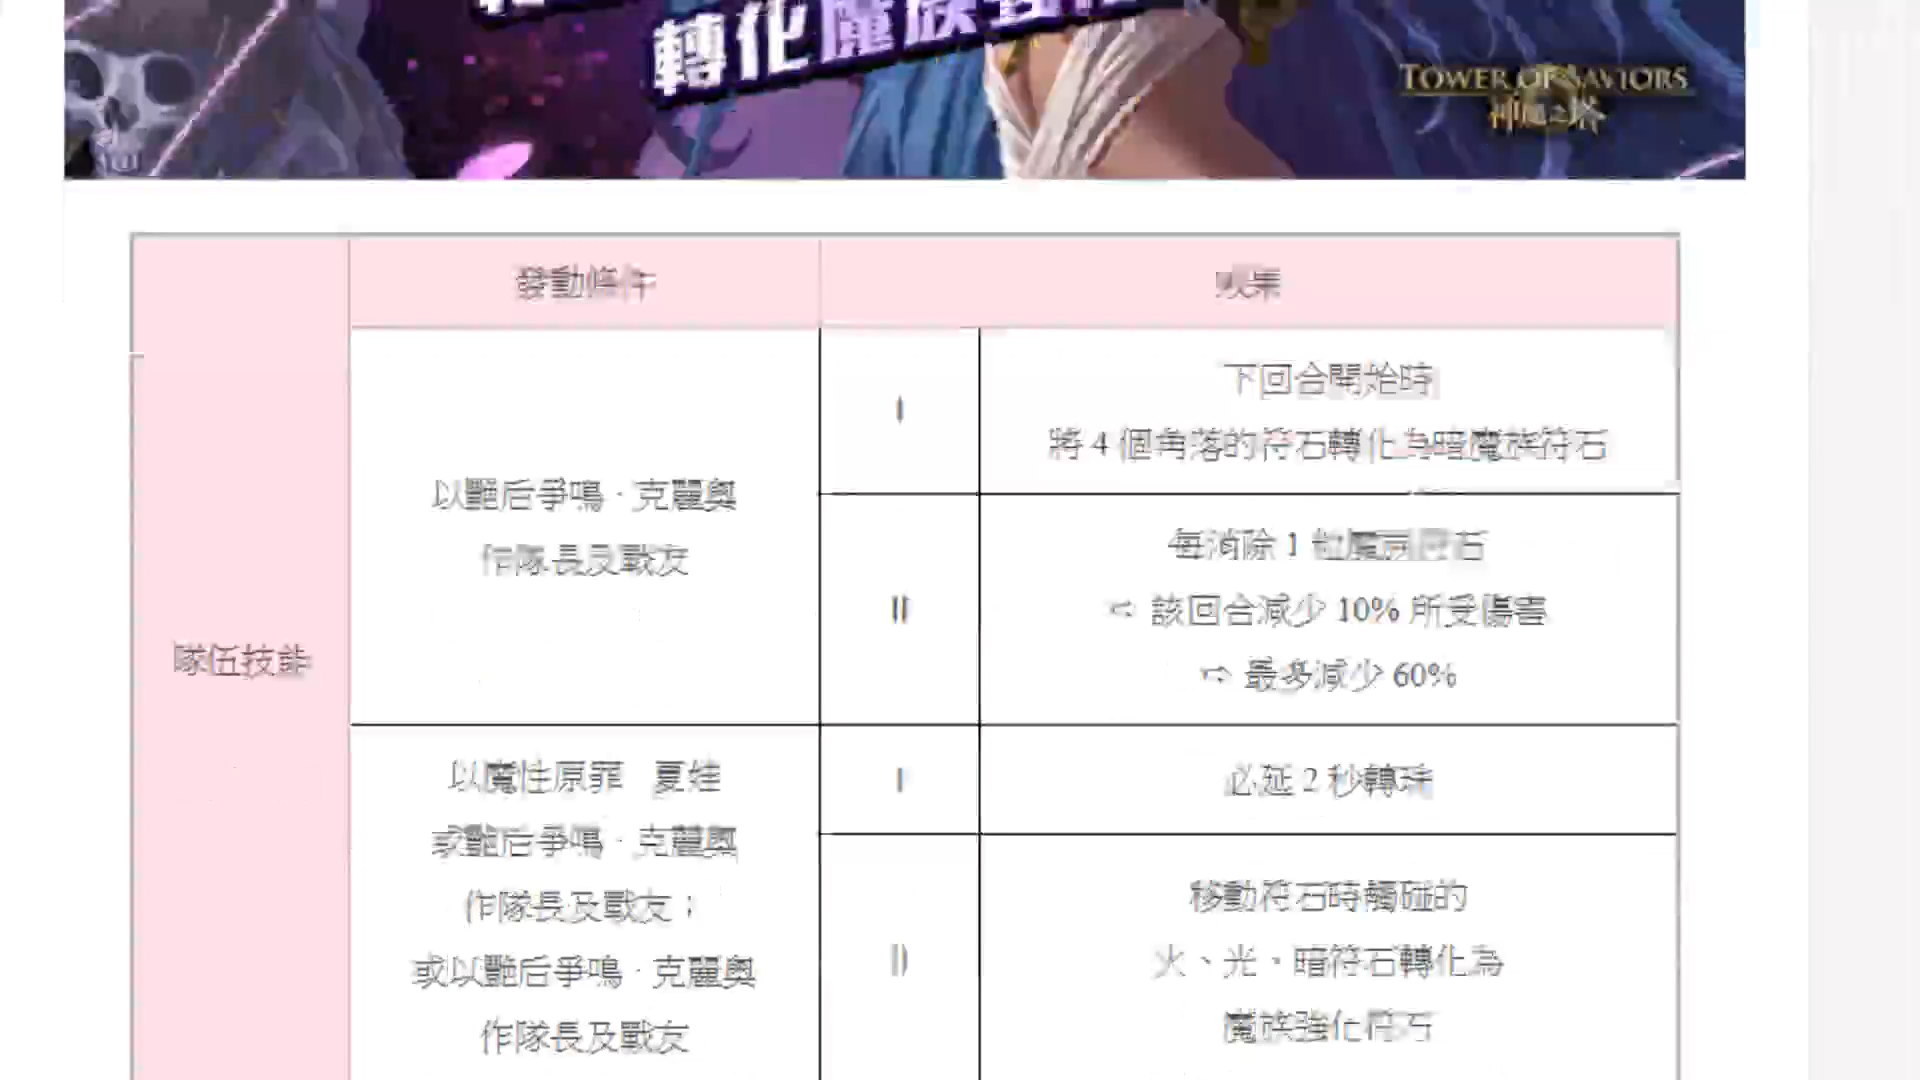 轉化魔族強化
TOWER OF SAVIORS
神魔之塔
發動條件
效果
隊伍技能
以艷后爭鳴 · 克麗奧
作隊長及戰友
I
下回合開始時
將 4 個角落的符石轉化為暗魔族符石
II
每消除 1 粒魔族符石
該回合減少 10% 所受傷害
最多減少 60%
以魔性原罪 夏娃
或艷后爭鳴 · 克麗奧
作隊長及戰友；
或以艷后爭鳴 · 克麗奧
作隊長及戰友
I
必延 2 秒轉珠
II
移動符石時觸碰的
火、光、暗符石轉化為
魔族強化符石